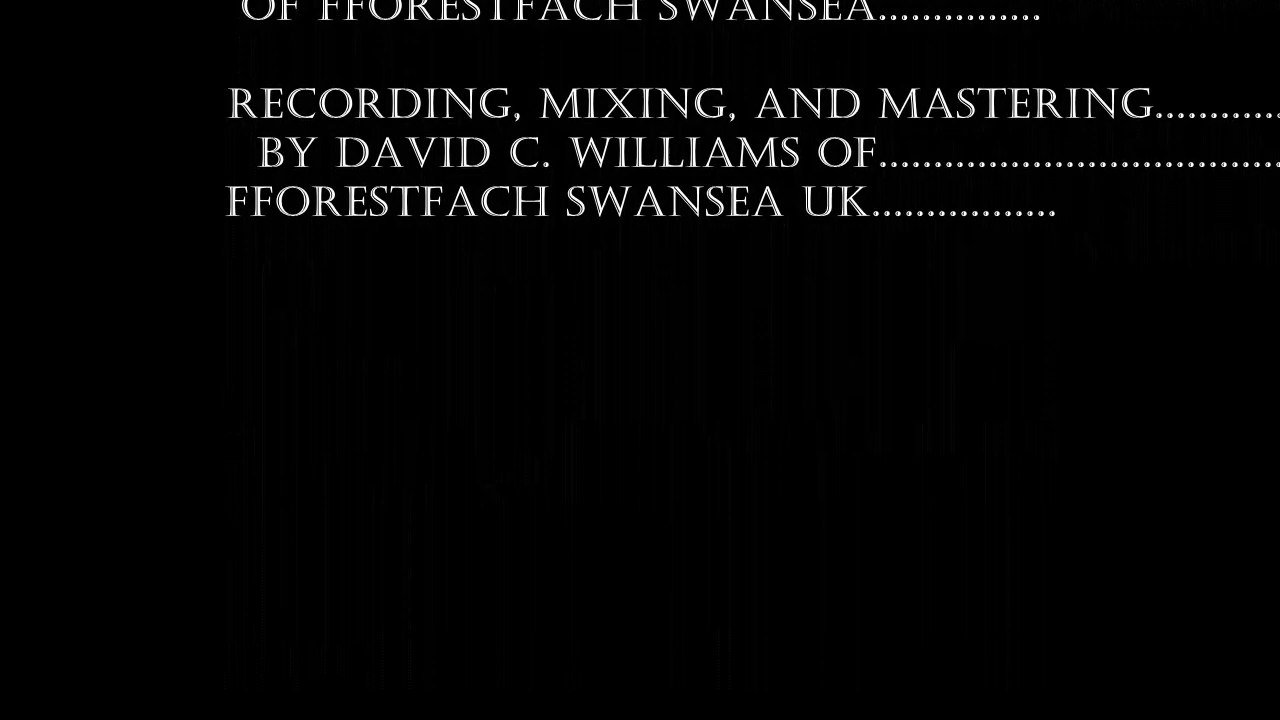 OF FFORESTFACH SWANSEA...............
RECORDING, MIXING, AND MASTERING............
BY DAVID C. WILLIAMS OF.....................................
FFORESTFACH SWANSEA UK.................